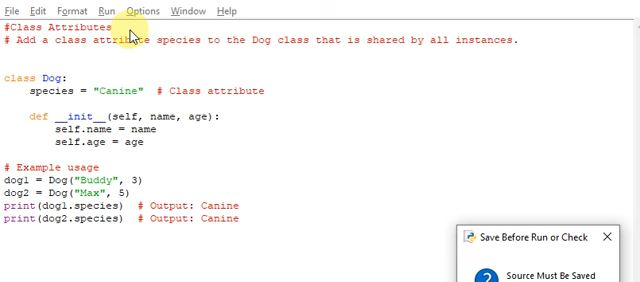 File Edit Format Run Options Window Help
#Class Attributes
# Add a class attribute species to the Dog class that is shared by all instances.
class Dog:
    species = "Canine"  # Class attribute
    def __init__(self, name, age):
        self.name = name
        self.age = age
# Example usage
dog1 = Dog("Buddy", 3)
dog2 = Dog("Max", 5)
print(dog1.species)  # Output: Canine
print(dog2.species)  # Output: Canine
Save Before Run or Check
Source Must Be Saved